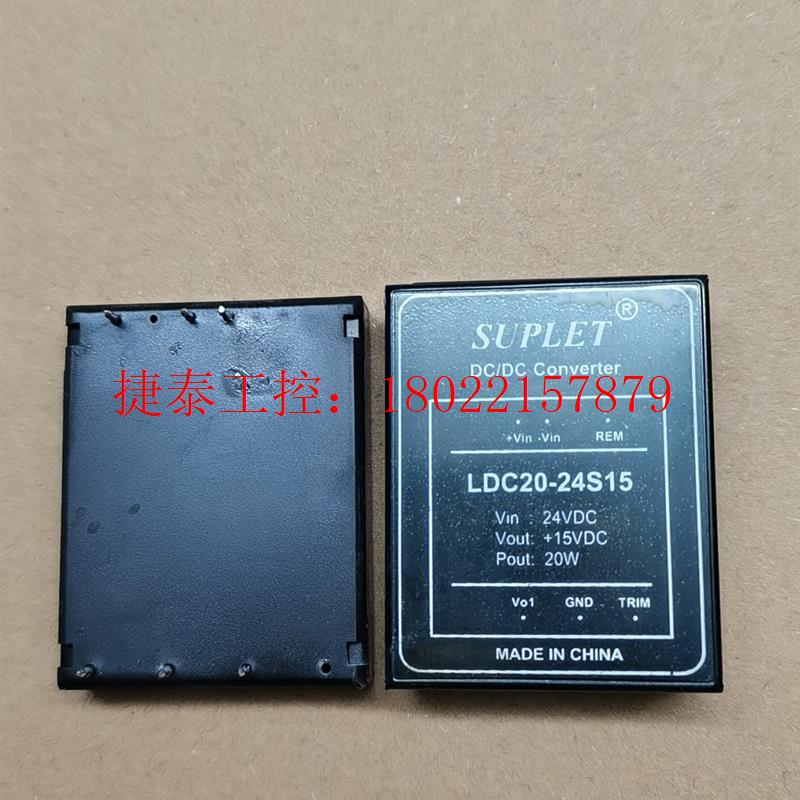 SUPLET ®
DC/DC Converter
捷泰工控：18022157879
+Vin -Vin REM
LDC20-24S15
Vin : 24VDC
Vout: +15VDC
Pout: 20W
Vo1 GND TRIM
MADE IN CHINA